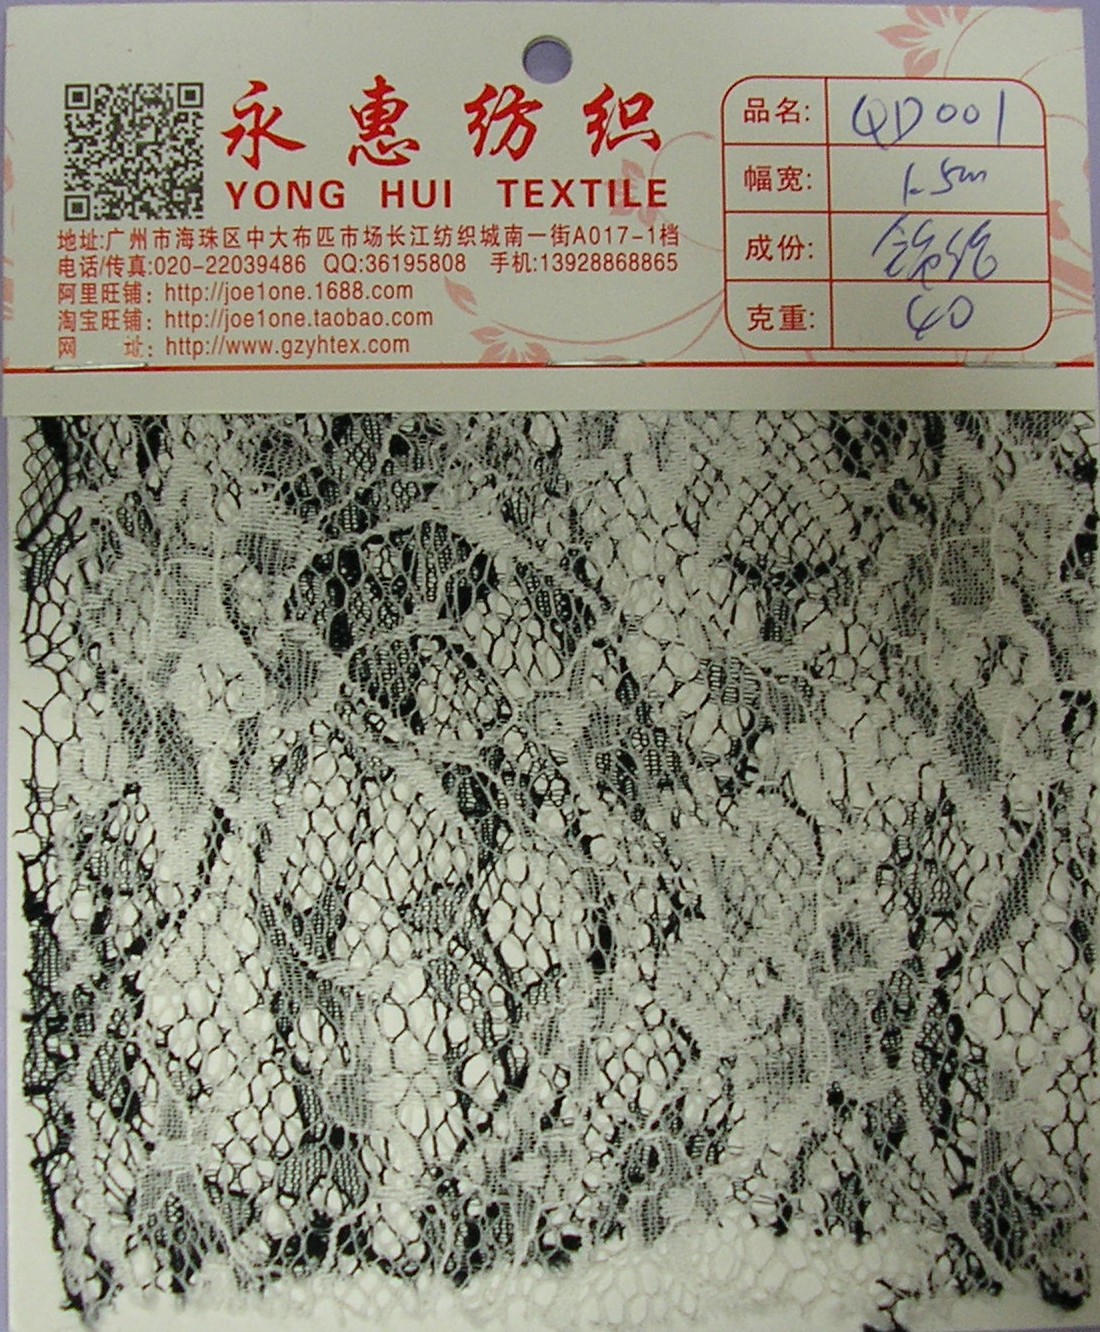 永惠纺织
YONG HUI TEXTILE
地址:广州市海珠区中大布匹市场长江纺织城南一街A017-1档
电话/传真:020-22039486 QQ:36195808 手机:13928868865
阿里旺铺：http://joe1one.1688.com
淘宝旺铺：http://joe1one.taobao.com
网 址：http://www.gzyhtex.com
品名: QD001
幅宽: 1.5m
成份:
克重: 40